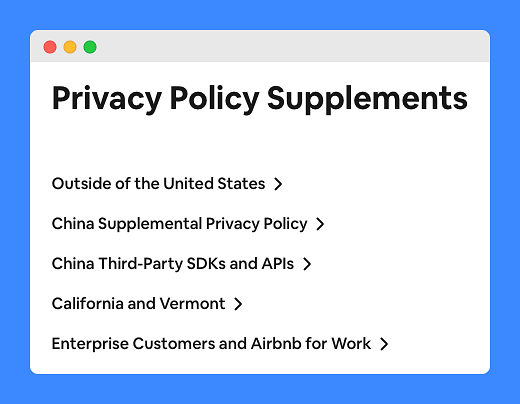 Privacy Policy Supplements
Outside of the United States
China Supplemental Privacy Policy
China Third-Party SDKs and APIs
California and Vermont
Enterprise Customers and Airbnb for Work